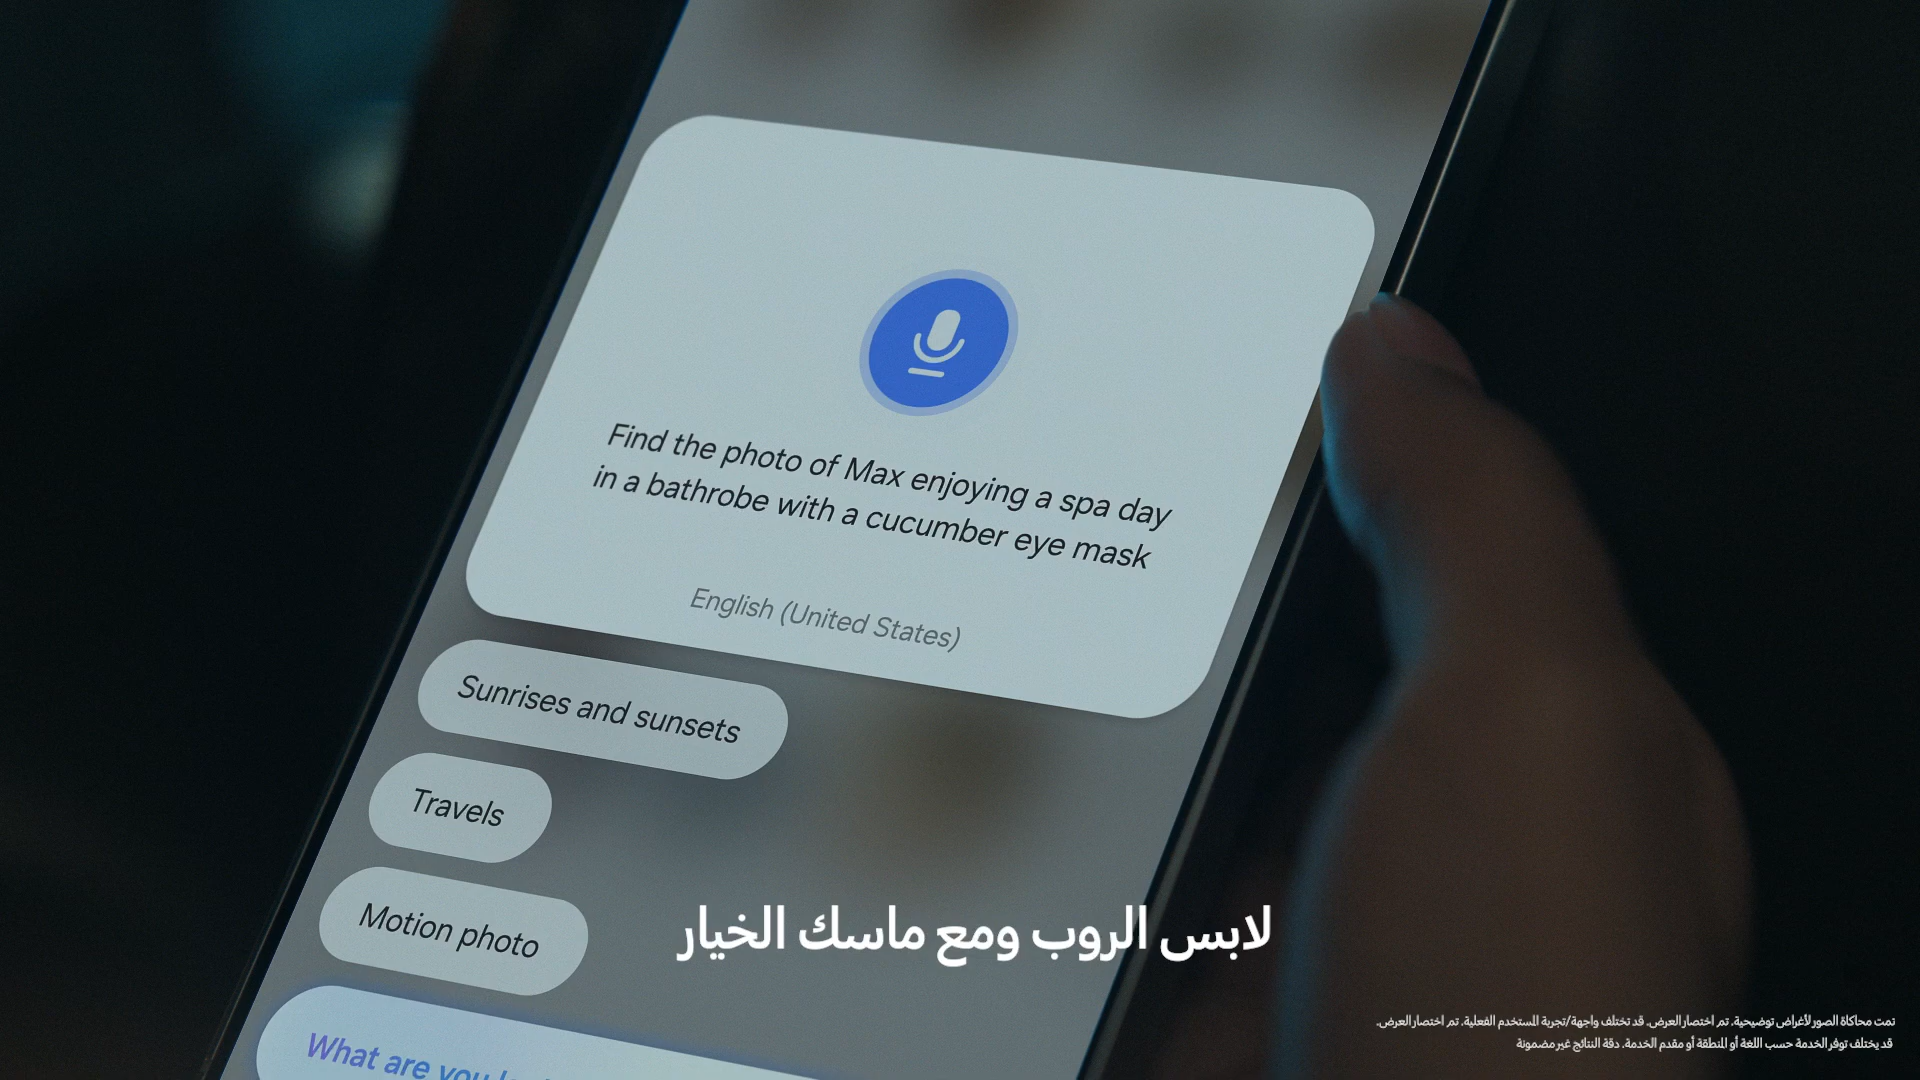 Find the photo of Max enjoying a spa day
in a bathrobe with a cucumber eye mask
English (United States)
Sunrises and sunsets
Travels
Motion photo
What are you
لابس الروب ومع ماسك الخيار
تمت محاكاة الصور لأغراض توضيحية. تم اختصار العرض. قد تختلف واجهة/تجربة المستخدم الفعلية. تم اختصار العرض.
قد يختلف توفر الخدمة حسب اللغة أو المنطقة أو مقدم الخدمة. دقة النتائج غير مضمونة